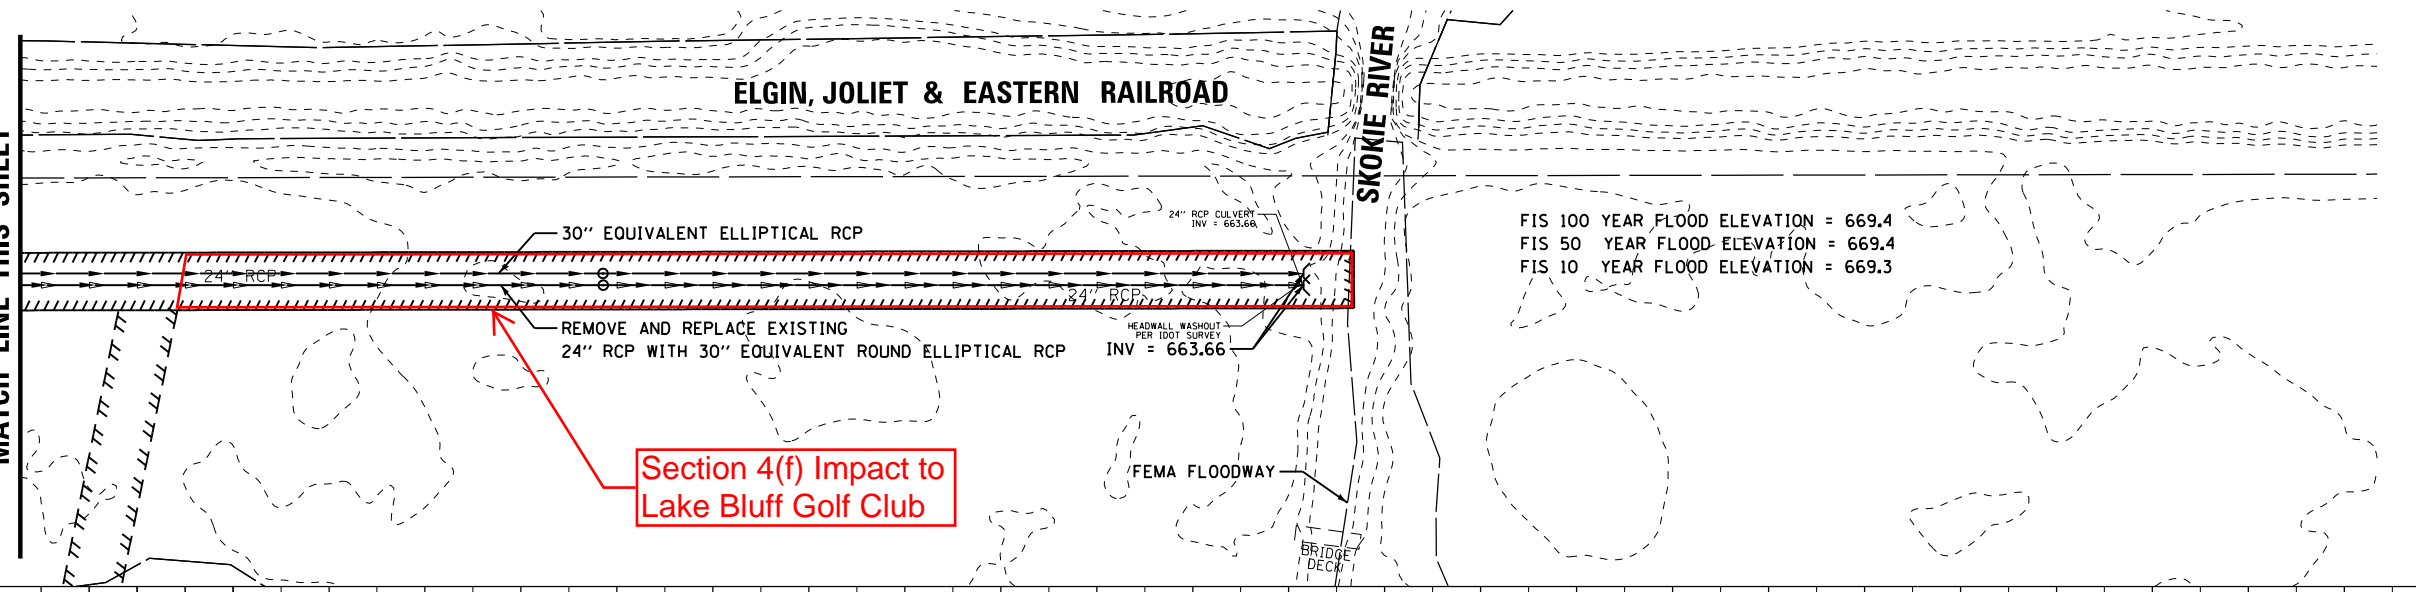 MATCH LINE THIS SHEET
ELGIN, JOLIET & EASTERN RAILROAD
SKOKIE RIVER
24" RCP CULVERT
INV = 663.66
30" EQUIVALENT ELLIPTICAL RCP
FIS 100 YEAR FLOOD ELEVATION = 669.4
FIS 50 YEAR FLOOD ELEVATION = 669.4
FIS 10 YEAR FLOOD ELEVATION = 669.3
24" RCP
24" RCP
REMOVE AND REPLACE EXISTING
24" RCP WITH 30" EQUIVALENT ROUND ELLIPTICAL RCP
HEADWALL WASHOUT
PER IDOT SURVEY
INV = 663.66
Section 4(f) Impact to
Lake Bluff Golf Club
FEMA FLOODWAY
BRIDGE
DECK